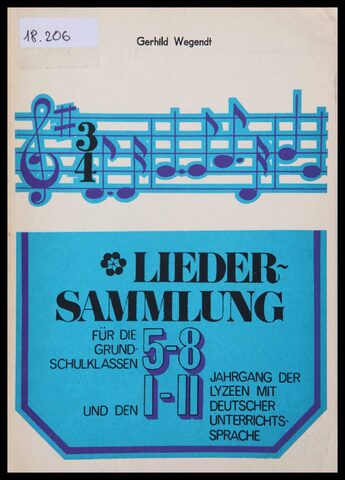 18.206
Gerhild Wegendt
3
4
LIEDER-
SAMMLUNG
FÜR DIE
GRUND-
SCHULKLASSEN
5-8
UND DEN
I-II
JAHRGANG DER
LYZEEN MIT
DEUTSCHER
UNTERRICHTS-
SPRACHE